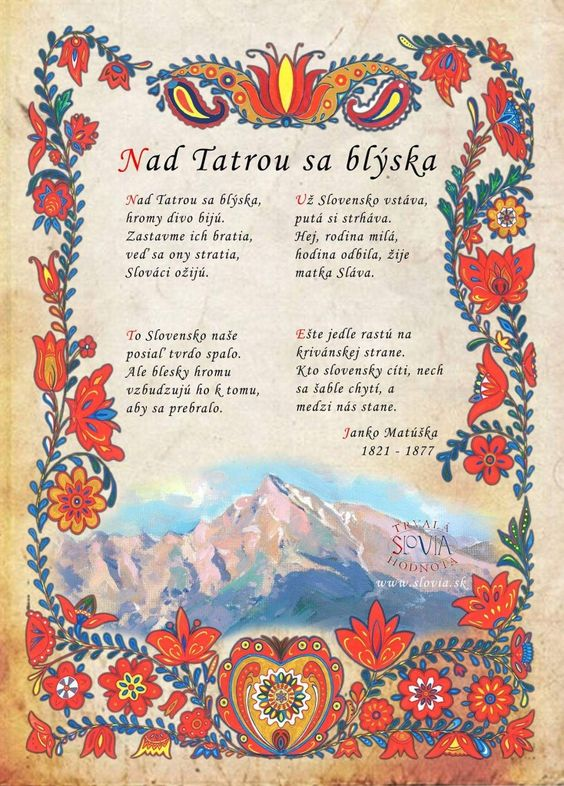 Nad Tatrou sa blýska
Nad Tatrou sa blýska,
hromy divo bijú.
Zastavme ich bratia,
veď sa ony stratia,
Slováci ožijú.
To Slovensko naše
posiaľ tvrdo spalo.
Ale blesky hromu
vzbudzujú ho k tomu,
aby sa prebralo.
Už Slovensko vstáva,
putá si strháva.
Hej, rodina milá,
hodina odbila, žije
matka Sláva.
Ešte jedle rastú na
krivánskej strane.
Kto slovensky cíti, nech
sa šable chytí, a
medzi nás stane.
Janko Matúška
1821 - 1877
TRVALÁ
SLOVIA
HODNOTA
www.slovia.sk